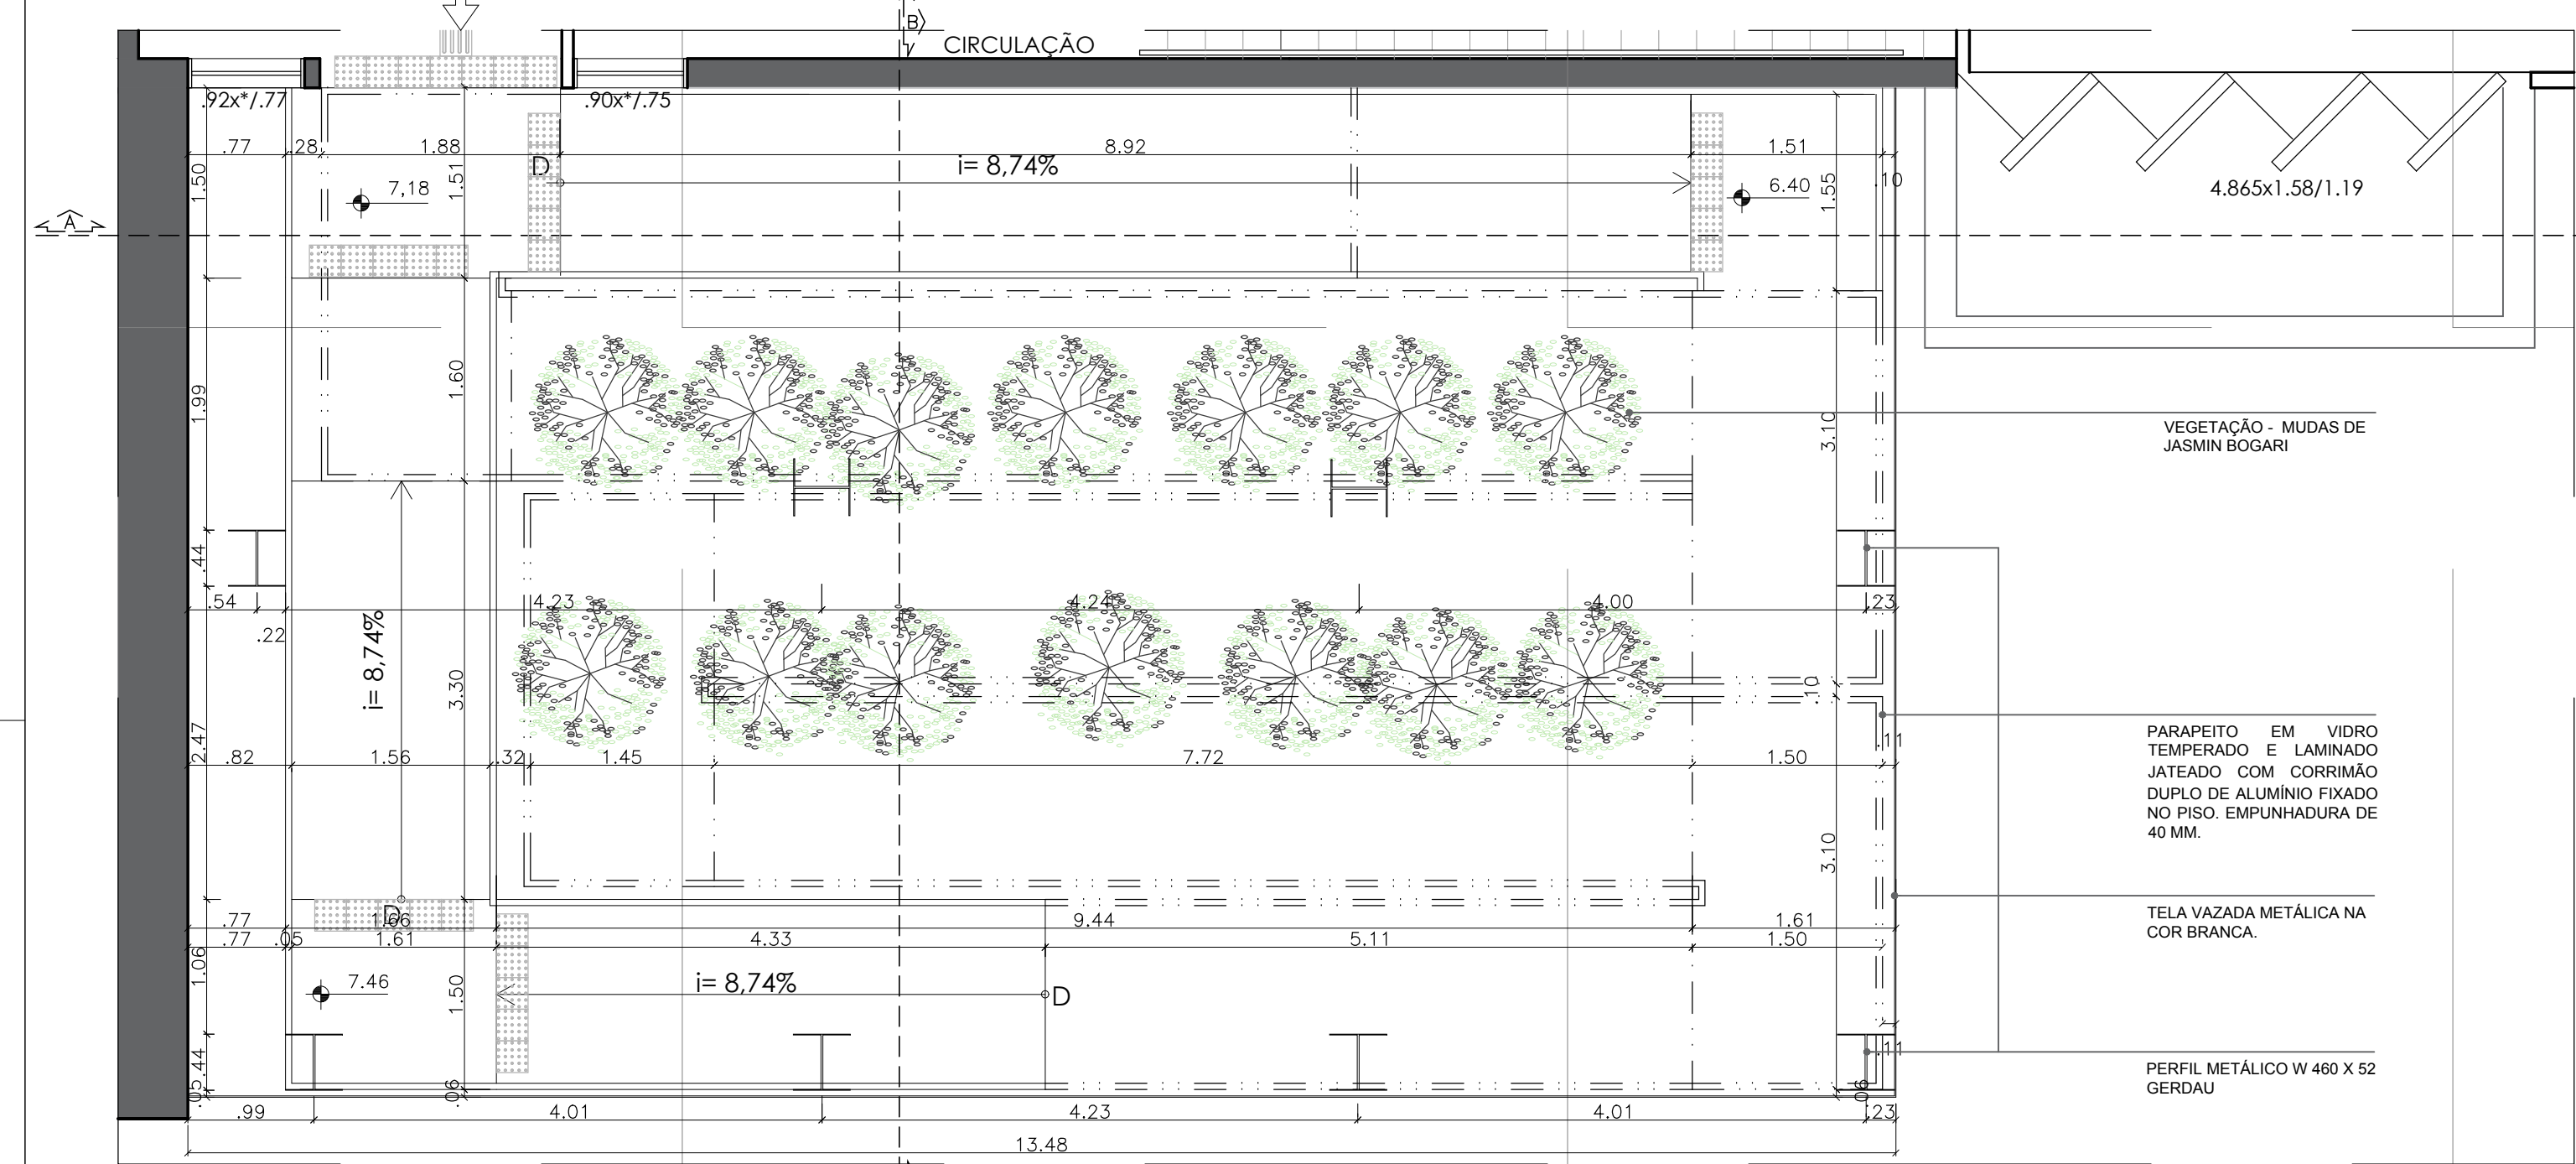 B
CIRCULAÇÃO
.92x*/.77
.90x*/.75
.77
.28
1.88
8.92
1.51
D
i= 8,74%
1.50
1.51
7,18
6.40
1.55
.10
4.865x1.58/1.19
A
1.99
1.60
3.10
VEGETAÇÃO - MUDAS DE
JASMIN BOGARI
.44
.54
4.23
4.24
4.00
.23
.22
i= 8,74%
3.30
.10
2.47
.11
.82
1.56
.32
1.45
7.72
1.50
PARAPEITO EM VIDRO
TEMPERADO E LAMINADO
JATEADO COM CORRIMÃO
DUPLO DE ALUMÍNIO FIXADO
NO PISO. EMPUNHADURA DE
40 MM.
3.10
D
.77
1.66
9.44
1.61
.77
.05
1.61
4.33
5.11
1.50
TELA VAZADA METÁLICA NA
COR BRANCA.
1.06
7.46
1.50
i= 8,74%
D
.11
.44
.05
.06
.06
PERFIL METÁLICO W 460 X 52
GERDAU
.99
4.01
4.23
4.01
.23
13.48